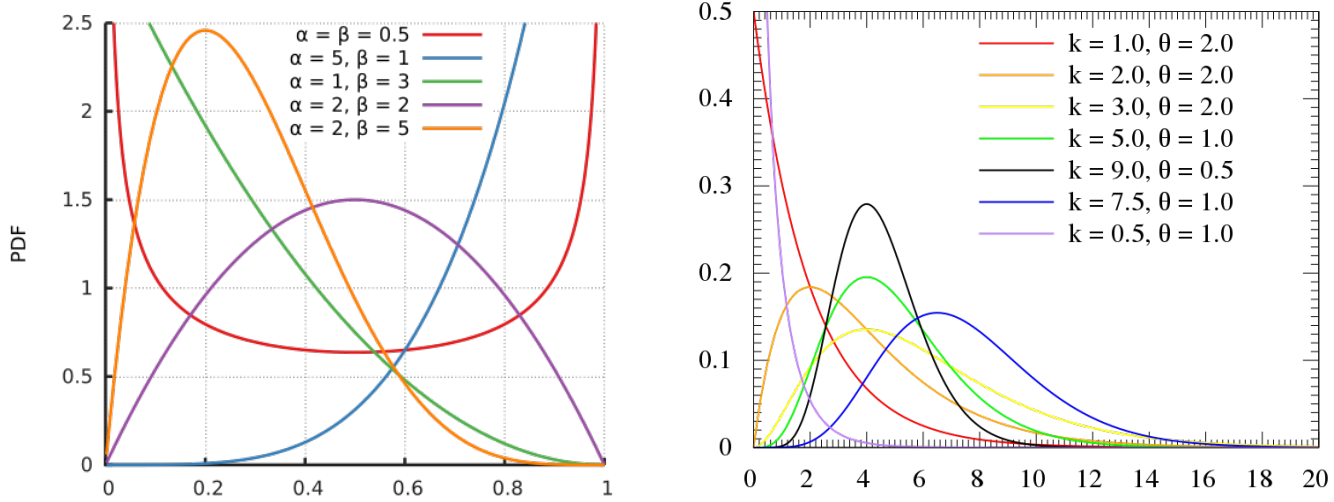 2.5
2
1.5
1
0.5
0
PDF
α = β = 0.5
α = 5, β = 1
α = 1, β = 3
α = 2, β = 2
α = 2, β = 5
0 0.2 0.4 0.6 0.8 1
0.5
0.4
0.3
0.2
0.1
0
k = 1.0, θ = 2.0
k = 2.0, θ = 2.0
k = 3.0, θ = 2.0
k = 5.0, θ = 1.0
k = 9.0, θ = 0.5
k = 7.5, θ = 1.0
k = 0.5, θ = 1.0
0 2 4 6 8 10 12 14 16 18 20